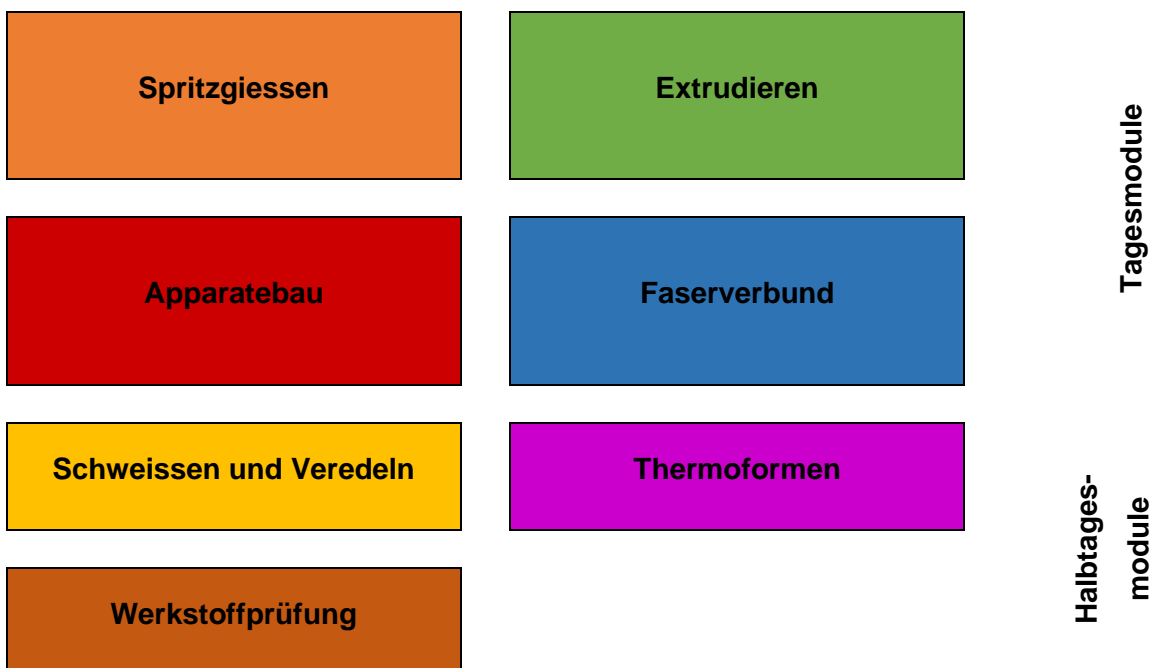 Spritzgiessen
Extrudieren
Tagesmodule
Apparatebau
Faserverbund
Schweissen und Veredeln
Thermoformen
Halbtages-
module
Werkstoffprüfung